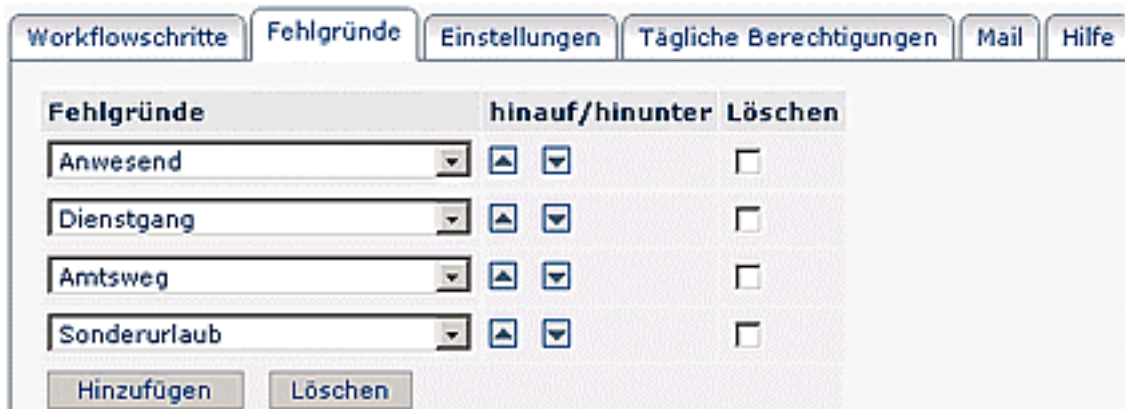 Workflowschritte Fehlgründe Einstellungen Tägliche Berechtigungen Mail Hilfe
Fehlgründe hinauf/hinunter Löschen
Anwesend
Dienstgang
Amtsweg
Sonderurlaub
Hinzufügen Löschen